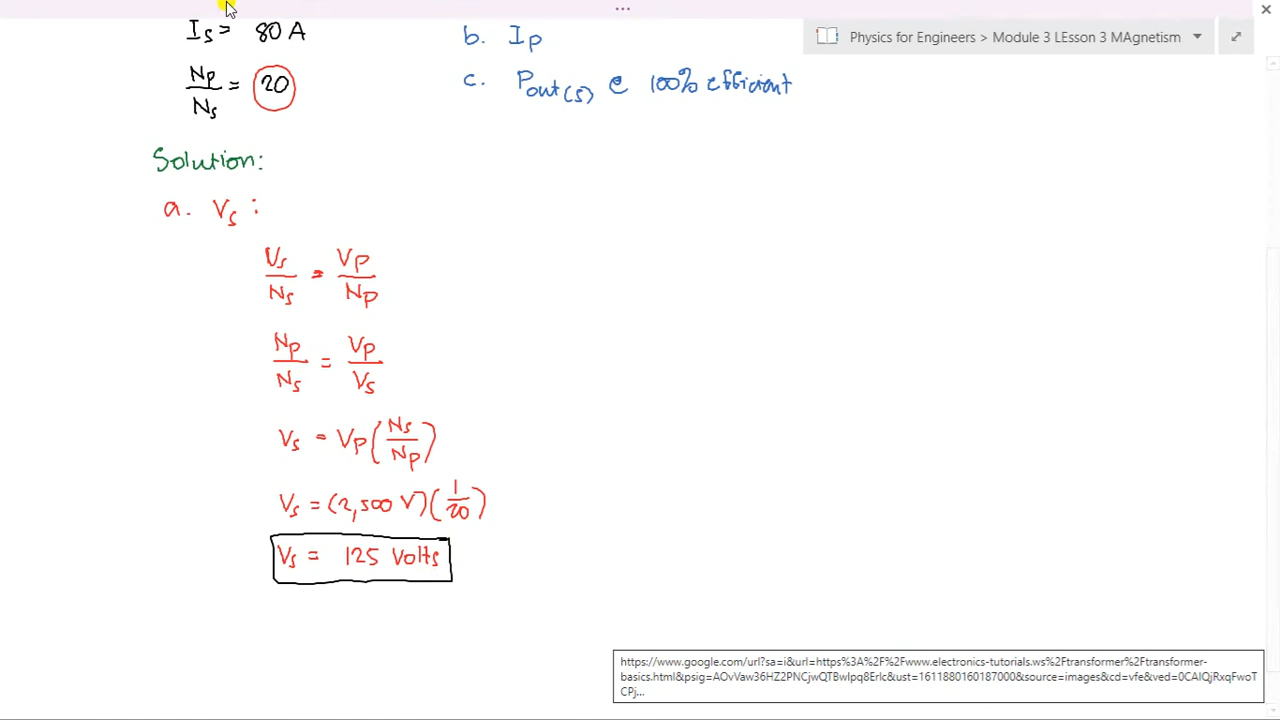 Is = 80 A
b. Ip
Physics for Engineers > Module 3 LEsson 3 MAgnetism
Np/Ns = 20
c. Pout(s) @ 100% efficient
Solution:
a. Vs :
Vs/Ns = Vp/Np
Np/Ns = Vp/Vs
Vs = Vp(Ns/Np)
Vs = (2,500 V)(1/20)
Vs = 125 Volts
https://www.google.com/url?sa=i&url=https%3A%2F%2Fwww.electronics-tutorials.ws%2Ftransformer%2Ftransformer-
basics.html&psig=AOvVaw36HZ2PNCjwQTBwIpq8Erlc&ust=1611880160187000&source=images&cd=vfe&ved=0CAIQjRxqFwoT
CPj...